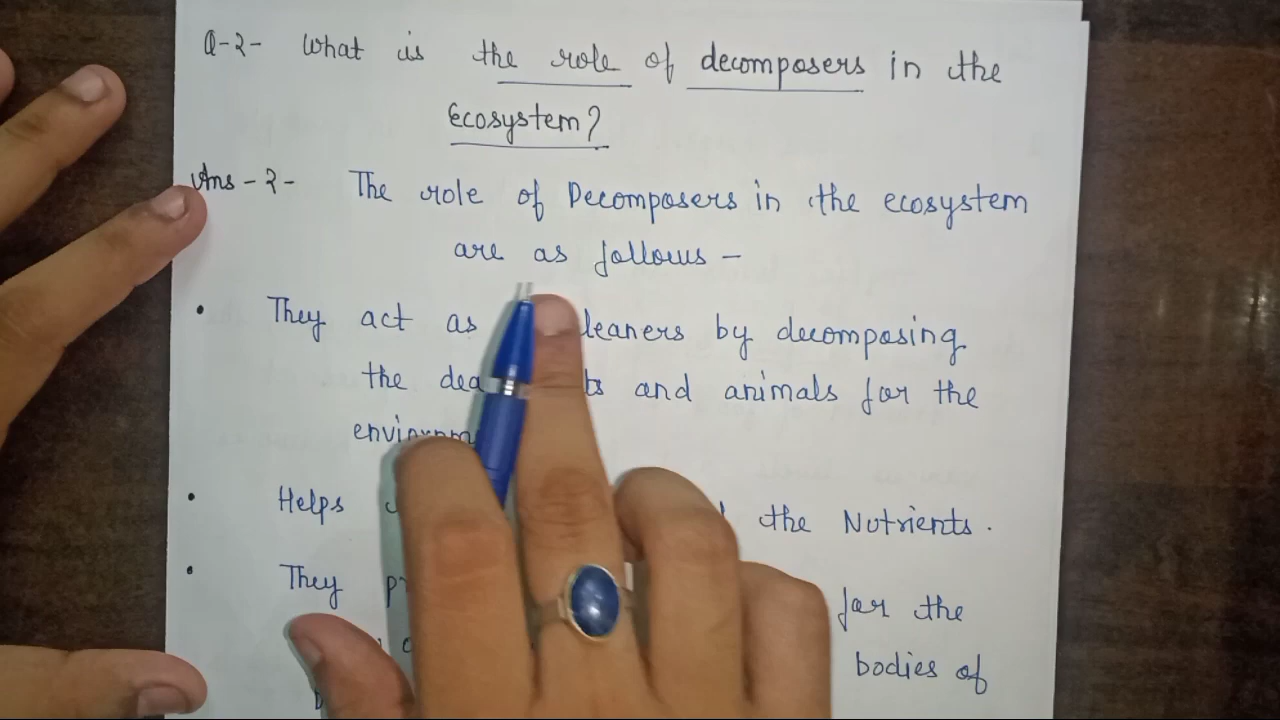 Q-2- What is the role of decomposers in the
Ecosystem?
Ans-2- The role of Decomposers in the ecosystem
are as follows -
• They act as leaners by decomposing
the and animals for the
• Helps the Nutrients.
• They for the
bodies of